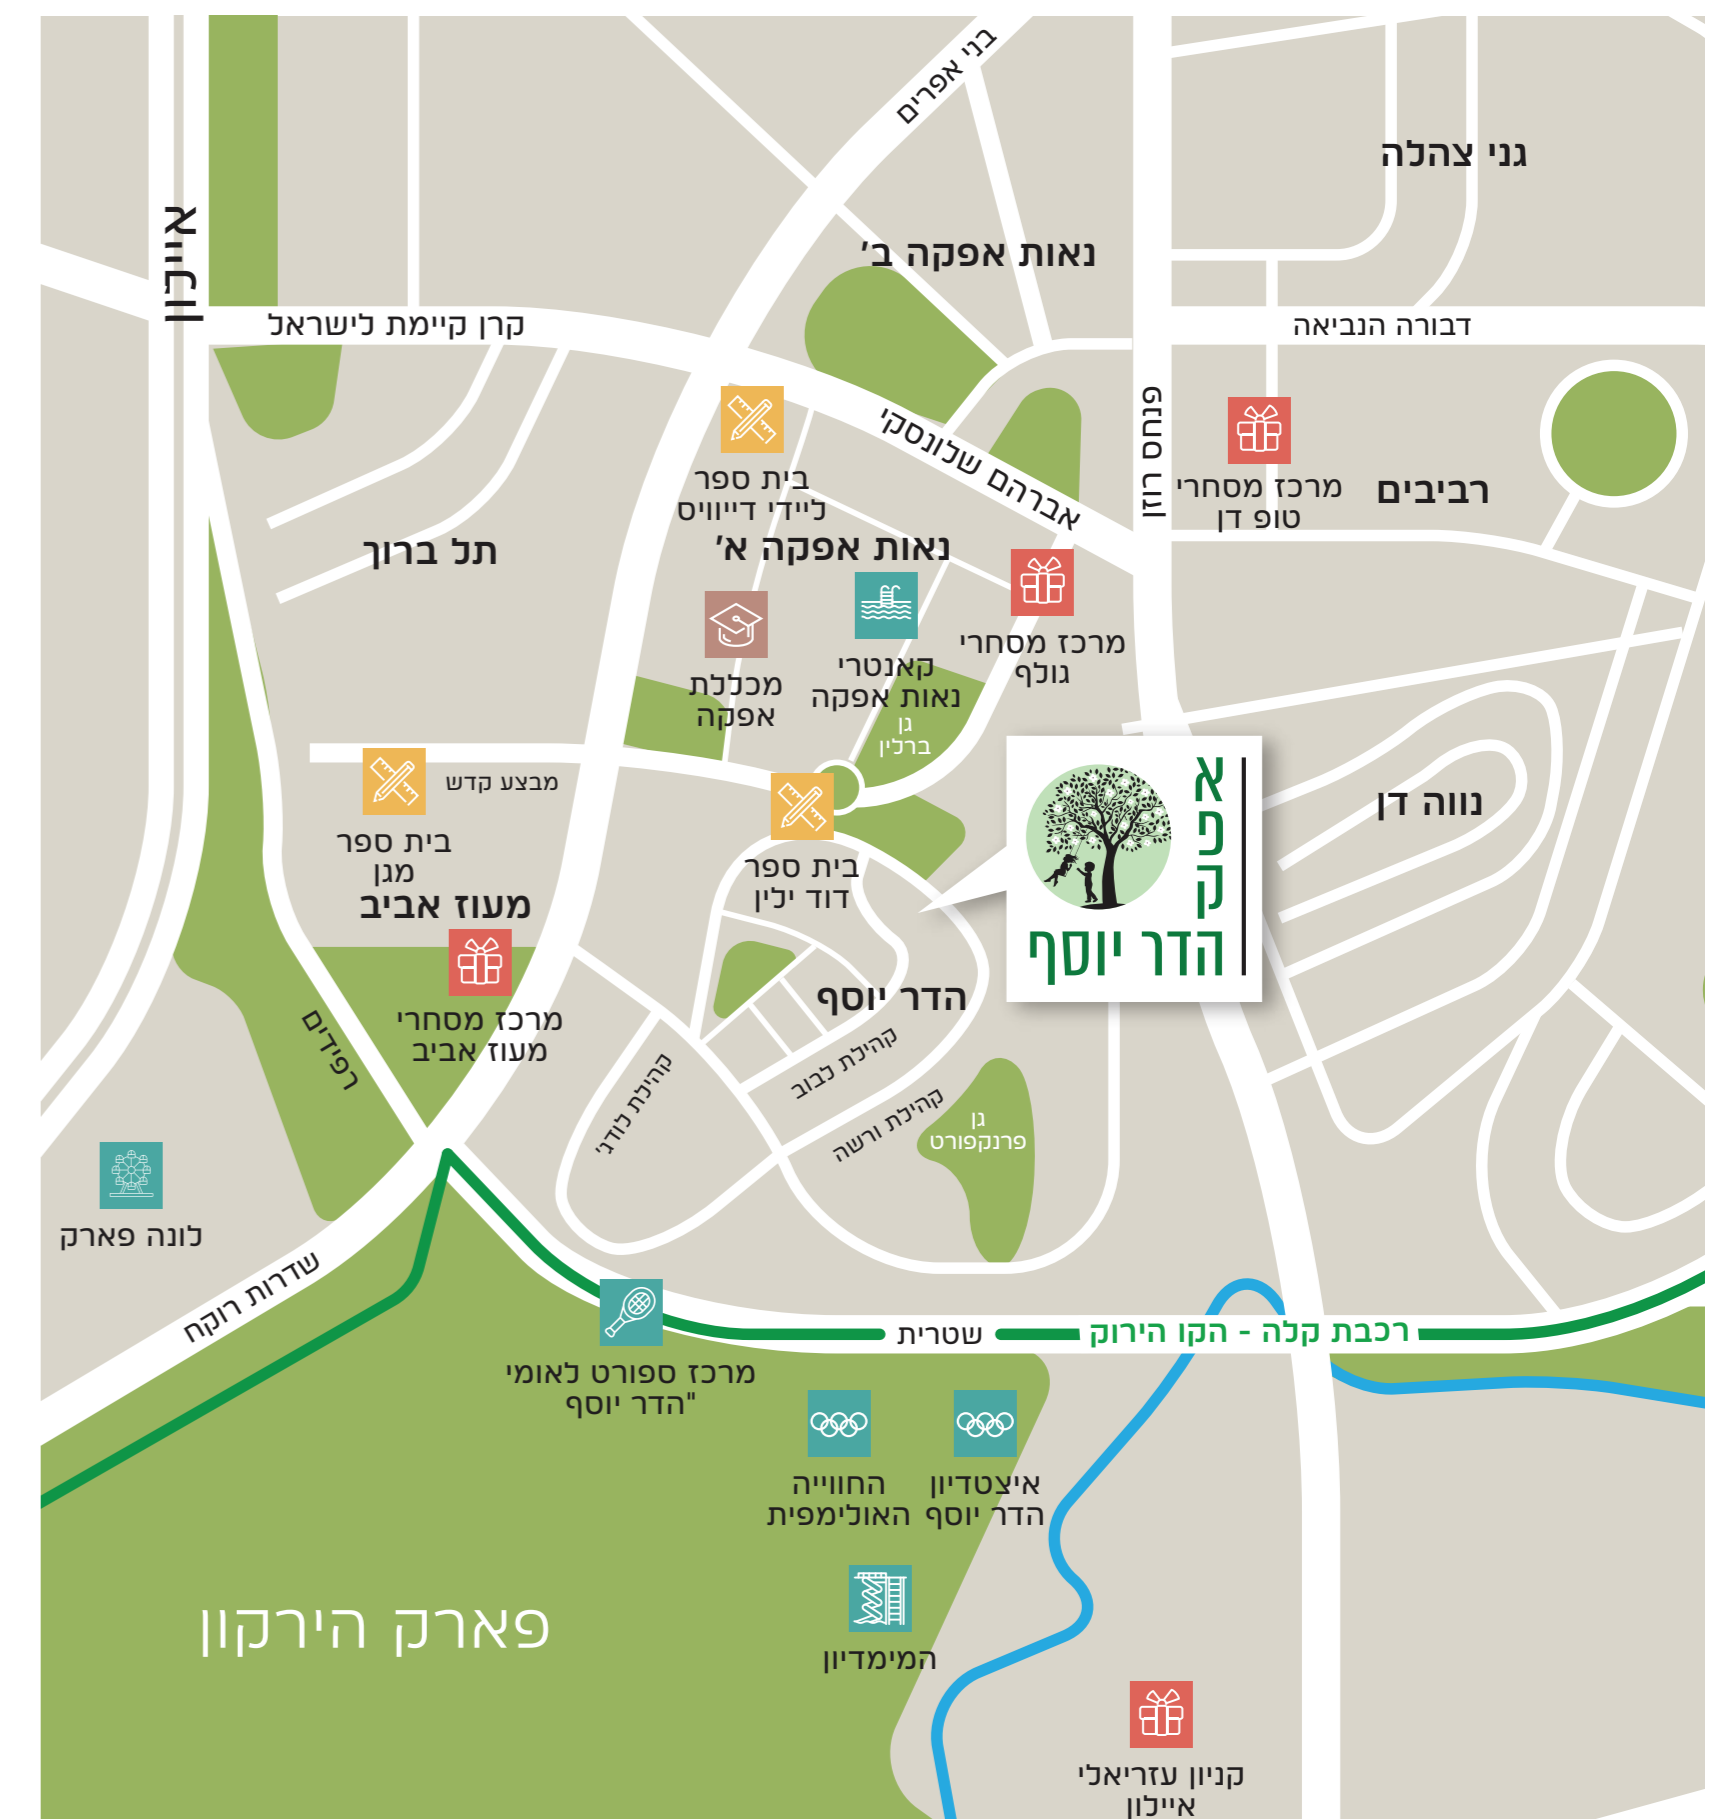 בני אפרים
גני צהלה
נאות אפקה ב'
איילון
קרן קיימת לישראל
דבורה הנביאה
פנחס רוזן
אברהם שלונסקי
בית ספר
ליידי דייוויס
מרכז מסחרי
טופ דן
רביבים
תל ברוך
נאות אפקה א'
מרכז מסחרי
גולף
קאנטרי
נאות אפקה
מכללת
אפקה
גן
ברלין
מבצע קדש
בית ספר
מגן
מעוז אביב
בית ספר
דוד ילין
אפק
הדר יוסף
נווה דן
הדר יוסף
מרכז מסחרי
מעוז אביב
רפידים
קהילת לודג'
קהילת לבוב
קהילת ורשה
גן
פרנקפורט
לונה פארק
שדרות רוקח
רכבת קלה - הקו הירוק
שטרית
מרכז ספורט לאומי
"הדר יוסף
איצטדיון
הדר יוסף
החווייה
האולימפית
פארק הירקון
המימדיון
קניון עזריאלי
איילון